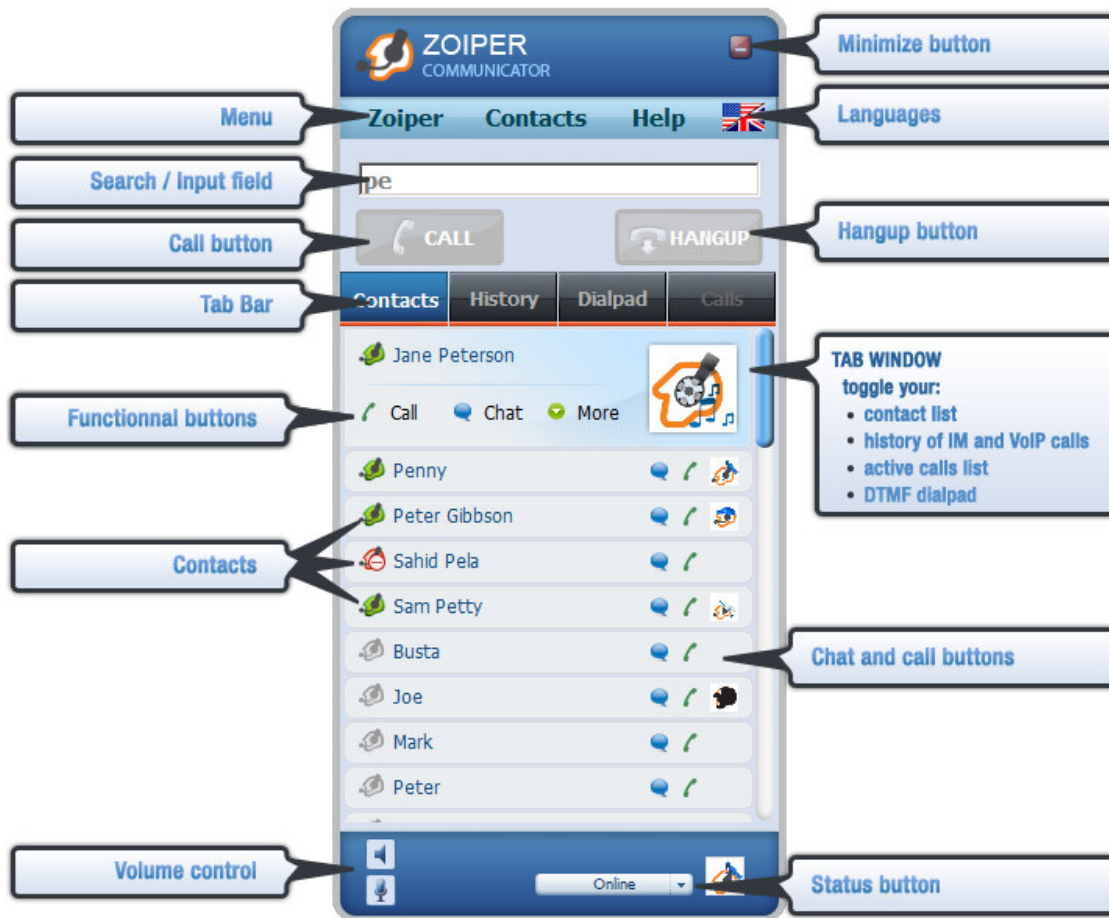 ZOIPER
COMMUNICATOR
Minimize button
Menu
Zoiper Contacts Help
Languages
Search / Input field
pe
Call button
CALL
HANGUP
Hangup button
Tab Bar
Contacts History Dialpad Calls
Jane Peterson
TAB WINDOW
toggle your:
• contact list
• history of IM and VoIP calls
• active calls list
• DTMF dialpad
Functionnal buttons
Call Chat More
Penny
Peter Gibbson
Contacts
Sahid Pela
Sam Petty
Busta
Chat and call buttons
Joe
Mark
Peter
Volume control
Online
Status button